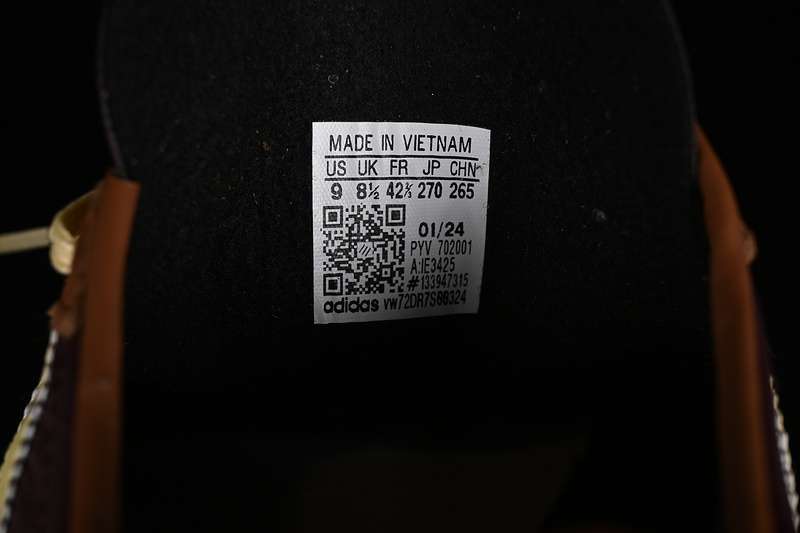 MADE IN VIETNAM
US UK FR JP CHN
9 8½ 42⅔ 270 265
01/24
PYV 702001
A:IE3425
#133947315
adidas VW72DR7S88324